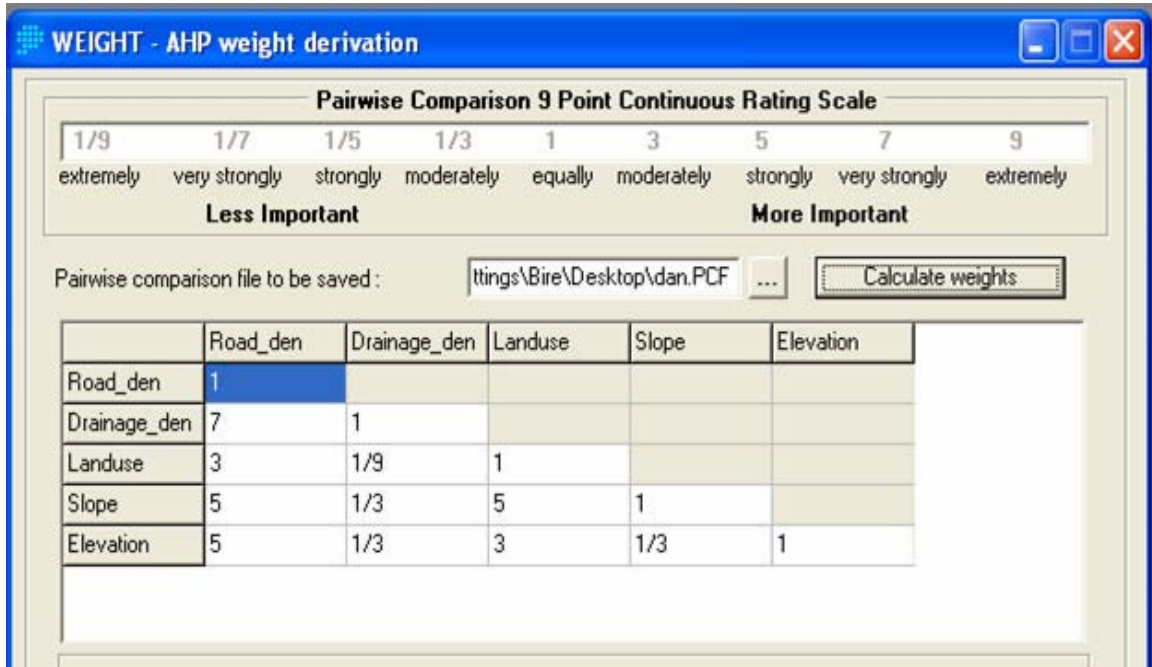 WEIGHT - AHP weight derivation
Pairwise Comparison 9 Point Continuous Rating Scale
1/9 1/7 1/5 1/3 1 3 5 7 9
extremely very strongly strongly moderately equally moderately strongly very strongly extremely
Less Important More Important
Pairwise comparison file to be saved : ttings\Bire\Desktop\dan.PCF ... Calculate weights
Road_den Drainage_den Landuse Slope Elevation
Road_den 1
Drainage_den 7 1
Landuse 3 1/9 1
Slope 5 1/3 5 1
Elevation 5 1/3 3 1/3 1